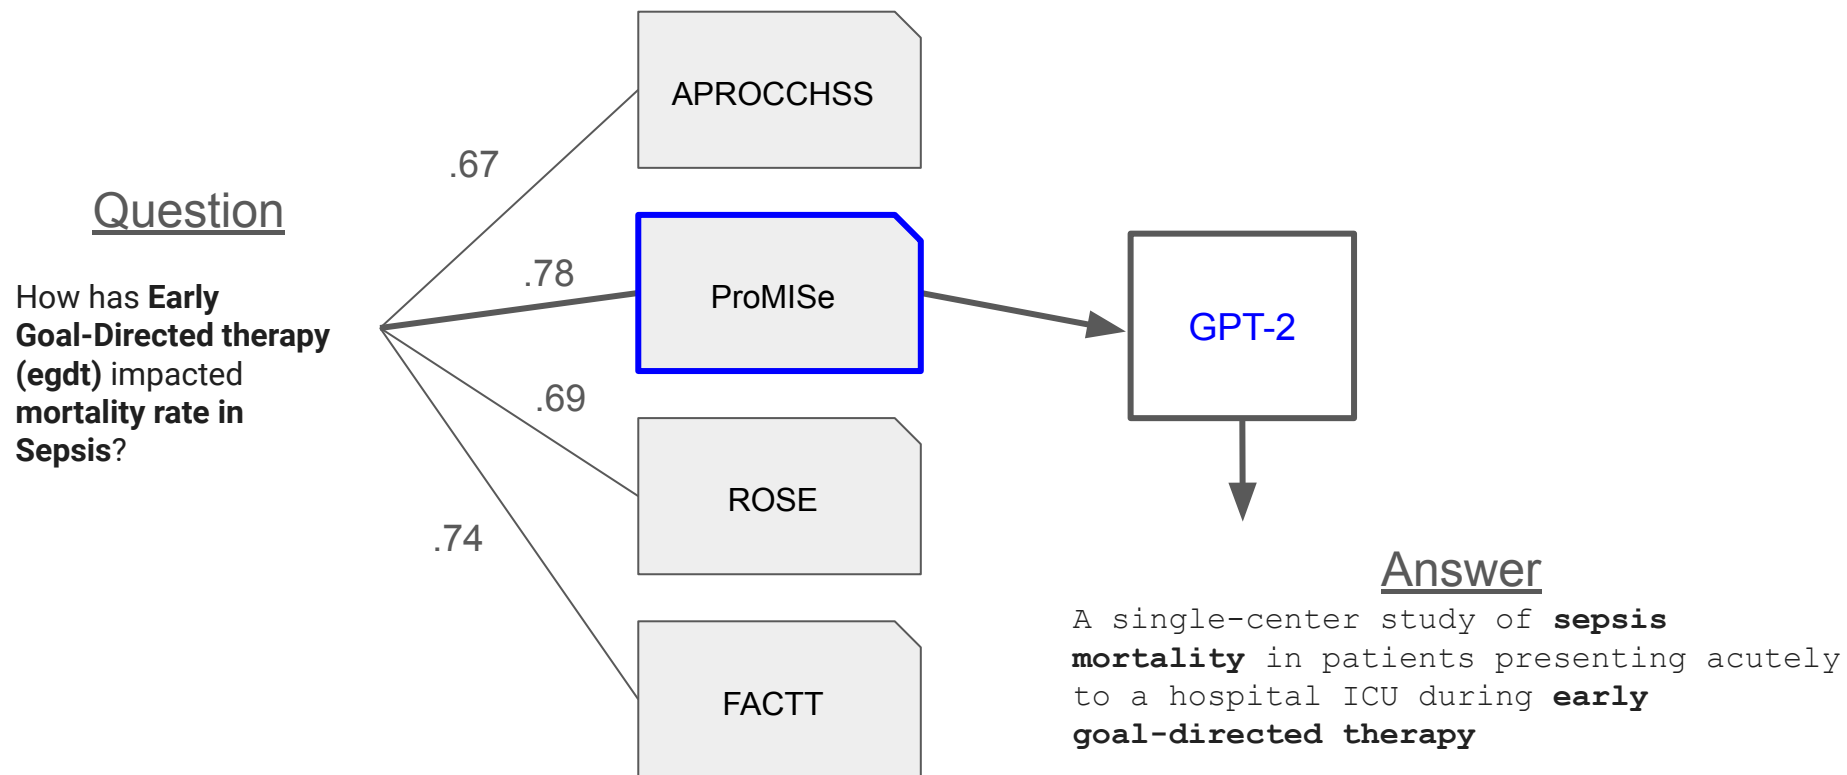 Question
How has Early
Goal-Directed therapy
(egdt) impacted
mortality rate in
Sepsis?
.67
.78
.69
.74
APROCCHSS
ProMISe
ROSE
FACTT
GPT-2
Answer
A single-center study of sepsis
mortality in patients presenting acutely
to a hospital ICU during early
goal-directed therapy